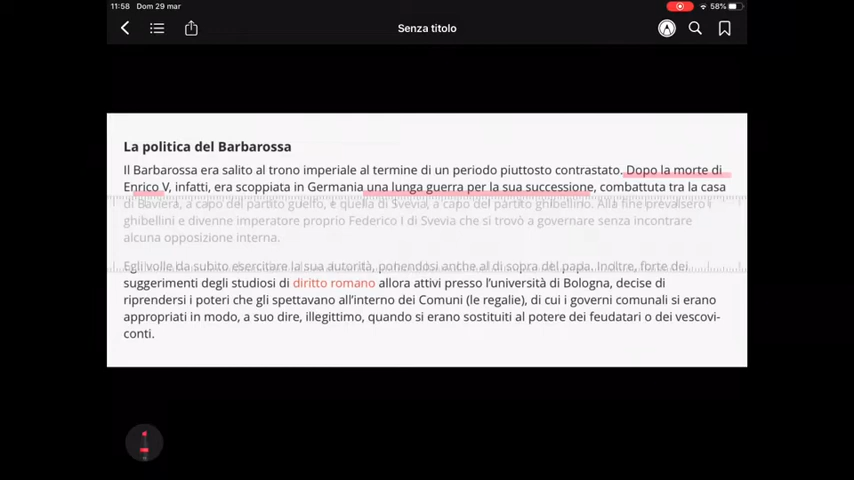 11:58 Dom 29 mar
58%
Senza titolo
La politica del Barbarossa
Il Barbarossa era salito al trono imperiale al termine di un periodo piuttosto contrastato. Dopo la morte di
Enrico V, infatti, era scoppiata in Germania una lunga guerra per la sua successione, combattuta tra la casa
di Baviera, a capo del partito guelfo, e quella di Svevia, a capo del partito ghibellino. Alla fine prevalsero i
ghibellini e divenne imperatore proprio Federico I di Svevia che si trovò a governare senza incontrare
alcuna opposizione interna.
Egli volle da subito esercitare la sua autorità, ponendosi anche al di sopra del papa. Inoltre, forte dei
suggerimenti degli studiosi di diritto romano allora attivi presso l'università di Bologna, decise di
riprendersi i poteri che gli spettavano all'interno dei Comuni (le regalie), di cui i governi comunali si erano
appropriati in modo, a suo dire, illegittimo, quando si erano sostituiti al potere dei feudatari o dei vescovi-
conti.